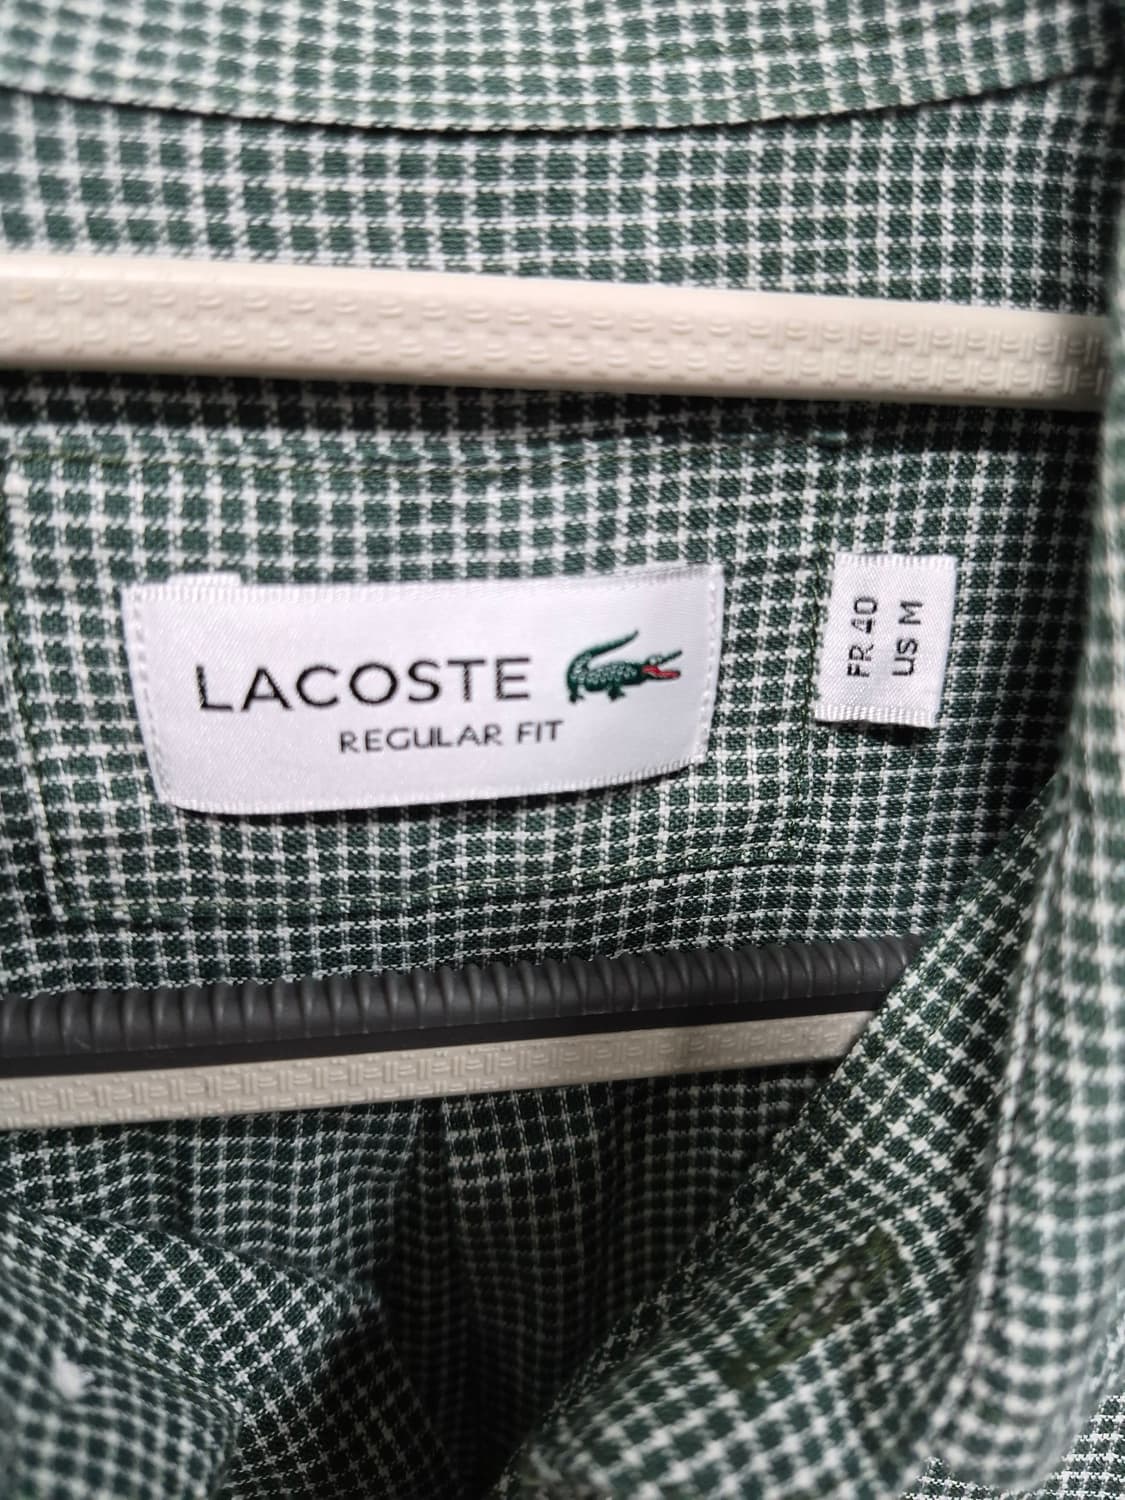 LACOSTE
REGULAR FIT
FR 40
US M